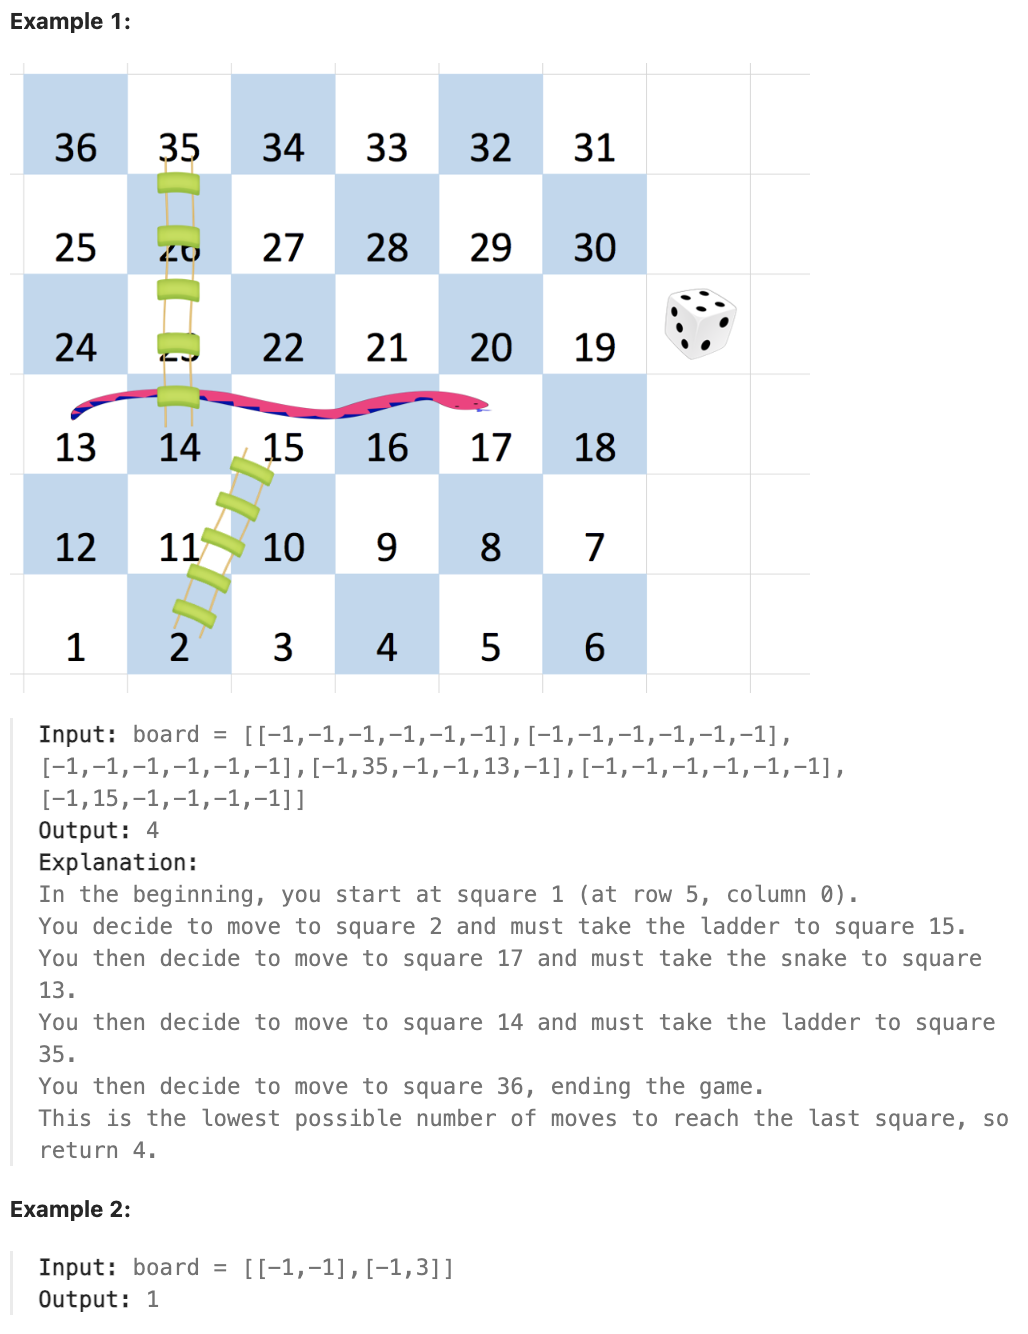 Example 1:
36 35 34 33 32 31
25 26 27 28 29 30
24 23 22 21 20 19
13 14 15 16 17 18
12 11 10 9 8 7
1 2 3 4 5 6
Input: board = [[-1,-1,-1,-1,-1,-1],[-1,-1,-1,-1,-1,-1],
[-1,-1,-1,-1,-1,-1],[-1,35,-1,-1,13,-1],[-1,-1,-1,-1,-1,-1],
[-1,15,-1,-1,-1,-1]]
Output: 4
Explanation:
In the beginning, you start at square 1 (at row 5, column 0).
You decide to move to square 2 and must take the ladder to square 15.
You then decide to move to square 17 and must take the snake to square
13.
You then decide to move to square 14 and must take the ladder to square
35.
You then decide to move to square 36, ending the game.
This is the lowest possible number of moves to reach the last square, so
return 4.
Example 2:
Input: board = [[-1,-1],[-1,3]]
Output: 1